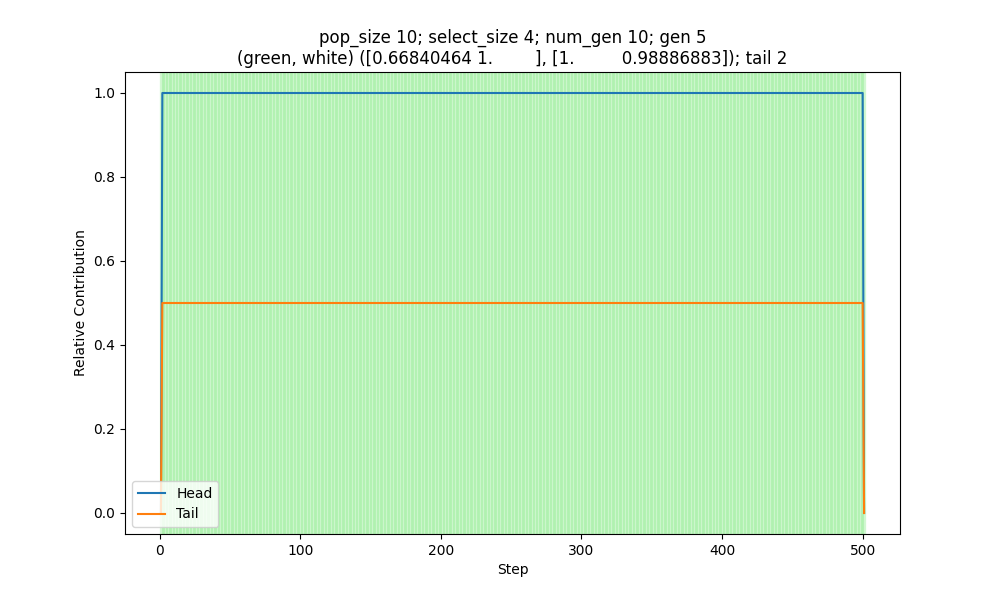 pop_size 10; select_size 4; num_gen 10; gen 5
(green, white) ([0.66840464 1.        ], [1.         0.98886883]); tail 2
Relative Contribution
1.0
0.8
0.6
0.4
0.2
0.0
Head
Tail
0
100
200
300
400
500
Step